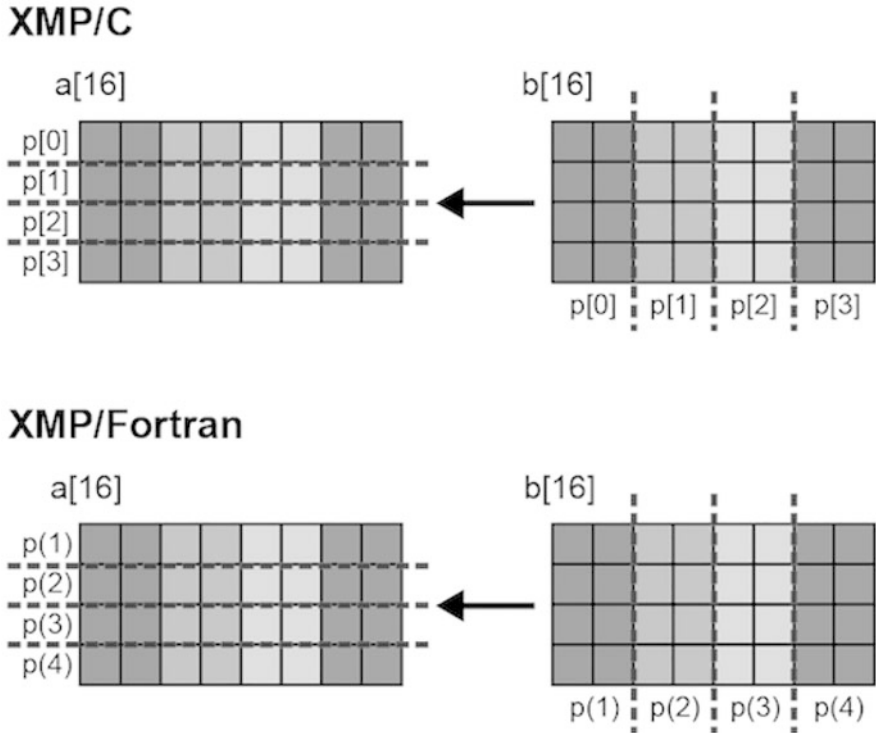 XMP/C
a[16] b[16]
p[0]
p[1]
p[2]
p[3]
p[0] p[1] p[2] p[3]
XMP/Fortran
a[16] b[16]
p(1)
p(2)
p(3)
p(4)
p(1) p(2) p(3) p(4)